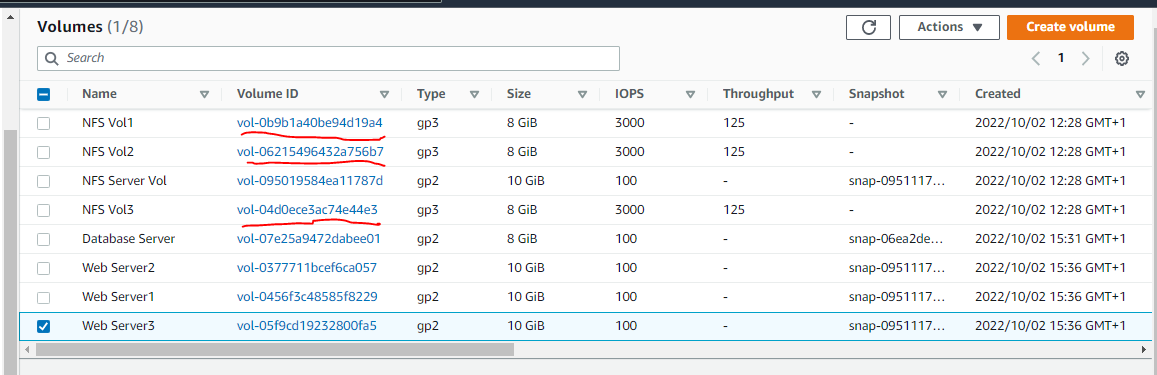 Volumes (1/8)
Actions
Create volume
Search
1
Name Volume ID Type Size IOPS Throughput Snapshot Created
NFS Vol1 vol-0b9b1a40be94d19a4 gp3 8 GiB 3000 125 - 2022/10/02 12:28 GMT+1
NFS Vol2 vol-06215496432a756b7 gp3 8 GiB 3000 125 - 2022/10/02 12:28 GMT+1
NFS Server Vol vol-095019584ea11787d gp2 10 GiB 100 - snap-0951117... 2022/10/02 12:28 GMT+1
NFS Vol3 vol-04d0ece3ac74e44e3 gp3 8 GiB 3000 125 - 2022/10/02 12:28 GMT+1
Database Server vol-07e25a9472dabee01 gp2 8 GiB 100 - snap-06ea2de... 2022/10/02 15:31 GMT+1
Web Server2 vol-0377711bcef6ca057 gp2 10 GiB 100 - snap-0951117... 2022/10/02 15:36 GMT+1
Web Server1 vol-0456f3c48585f8229 gp2 10 GiB 100 - snap-0951117... 2022/10/02 15:36 GMT+1
Web Server3 vol-05f9cd19232800fa5 gp2 10 GiB 100 - snap-0951117... 2022/10/02 15:36 GMT+1